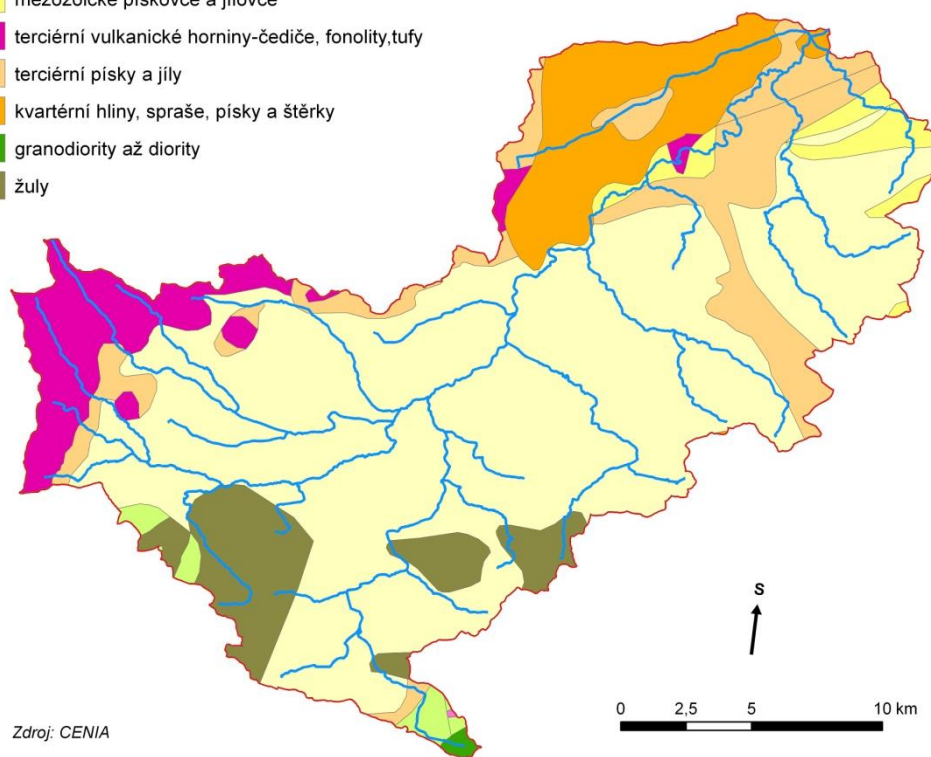 mezozoické pískovce a jílovce
terciérní vulkanické horniny-čediče, fonolity,tufy
terciérní písky a jíly
kvartérní hlíny, spraše, písky a štěrky
granodiority až diority
žuly
S
0 2,5 5 10 km
Zdroj: CENIA